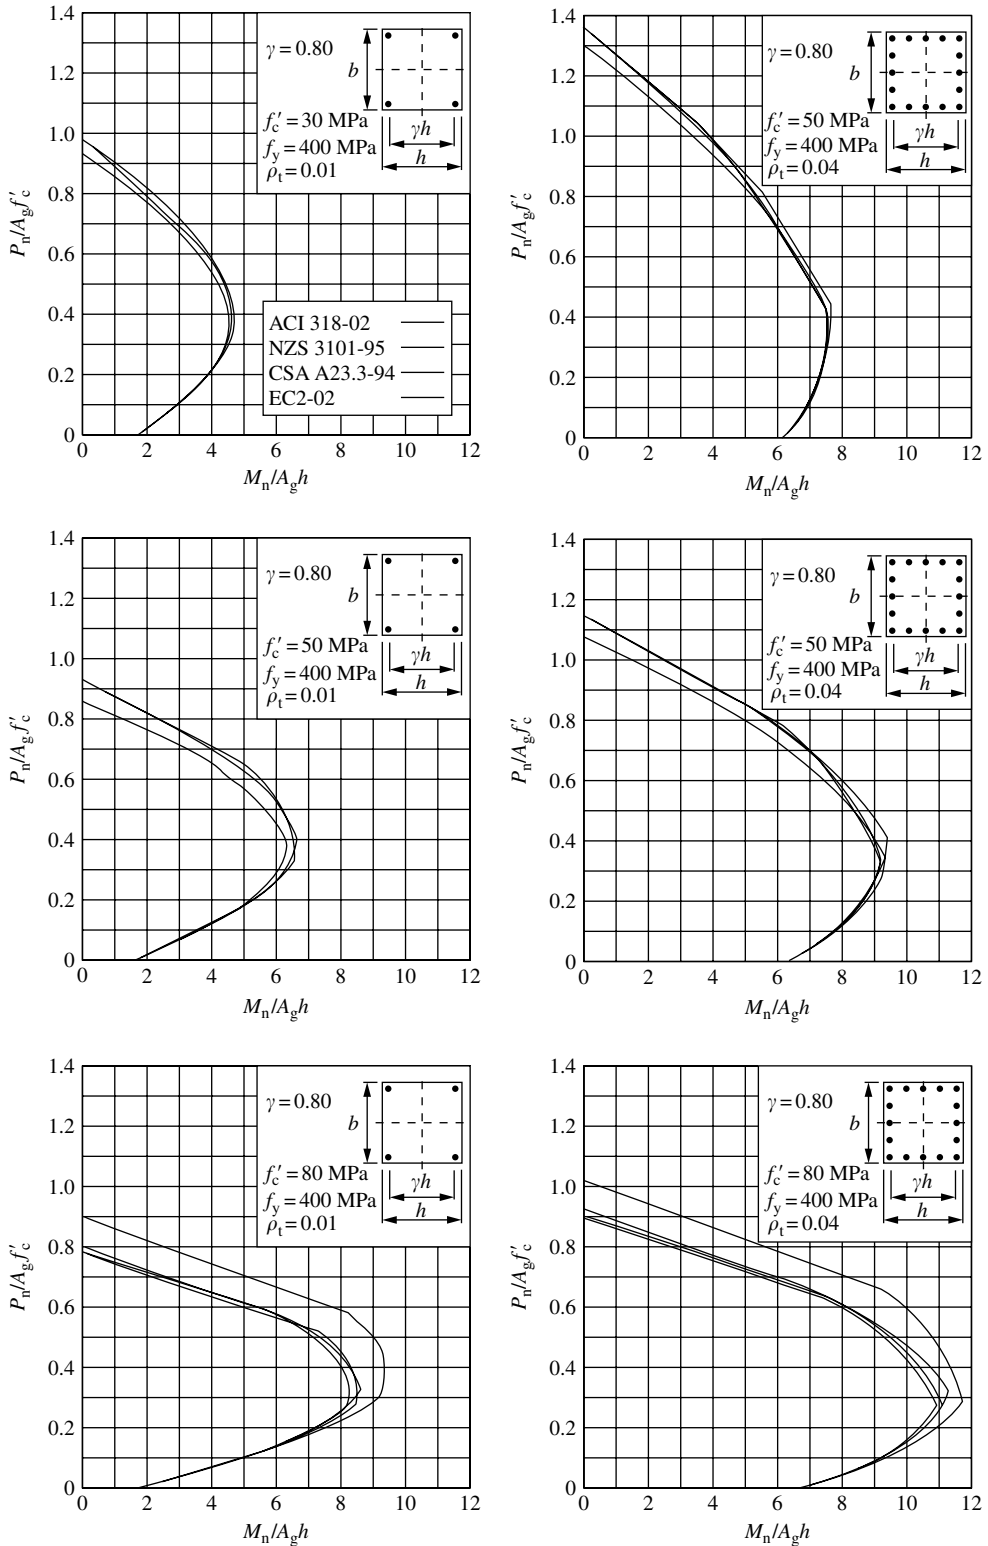 1.4
1.2
1.0
0.8
0.6
0.4
0.2
0
0 2 4 6 8 10 12
Pn/Agf′c
Mn/Agh
γ = 0.80
b
f′c = 30 MPa
fy = 400 MPa
ρt = 0.01
γh
h
ACI 318-02
NZS 3101-95
CSA A23.3-94
EC2-02
1.4
1.2
1.0
0.8
0.6
0.4
0.2
0
0 2 4 6 8 10 12
Pn/Agf′c
Mn/Agh
γ = 0.80
b
f′c = 50 MPa
fy = 400 MPa
ρt = 0.04
γh
h
1.4
1.2
1.0
0.8
0.6
0.4
0.2
0
0 2 4 6 8 10 12
Pn/Agf′c
Mn/Agh
γ = 0.80
b
f′c = 50 MPa
fy = 400 MPa
ρt = 0.01
γh
h
1.4
1.2
1.0
0.8
0.6
0.4
0.2
0
0 2 4 6 8 10 12
Pn/Agf′c
Mn/Agh
γ = 0.80
b
f′c = 50 MPa
fy = 400 MPa
ρt = 0.04
γh
h
1.4
1.2
1.0
0.8
0.6
0.4
0.2
0
0 2 4 6 8 10 12
Pn/Agf′c
Mn/Agh
γ = 0.80
b
f′c = 80 MPa
fy = 400 MPa
ρt = 0.01
γh
h
1.4
1.2
1.0
0.8
0.6
0.4
0.2
0
0 2 4 6 8 10 12
Pn/Agf′c
Mn/Agh
γ = 0.80
b
f′c = 80 MPa
fy = 400 MPa
ρt = 0.04
γh
h